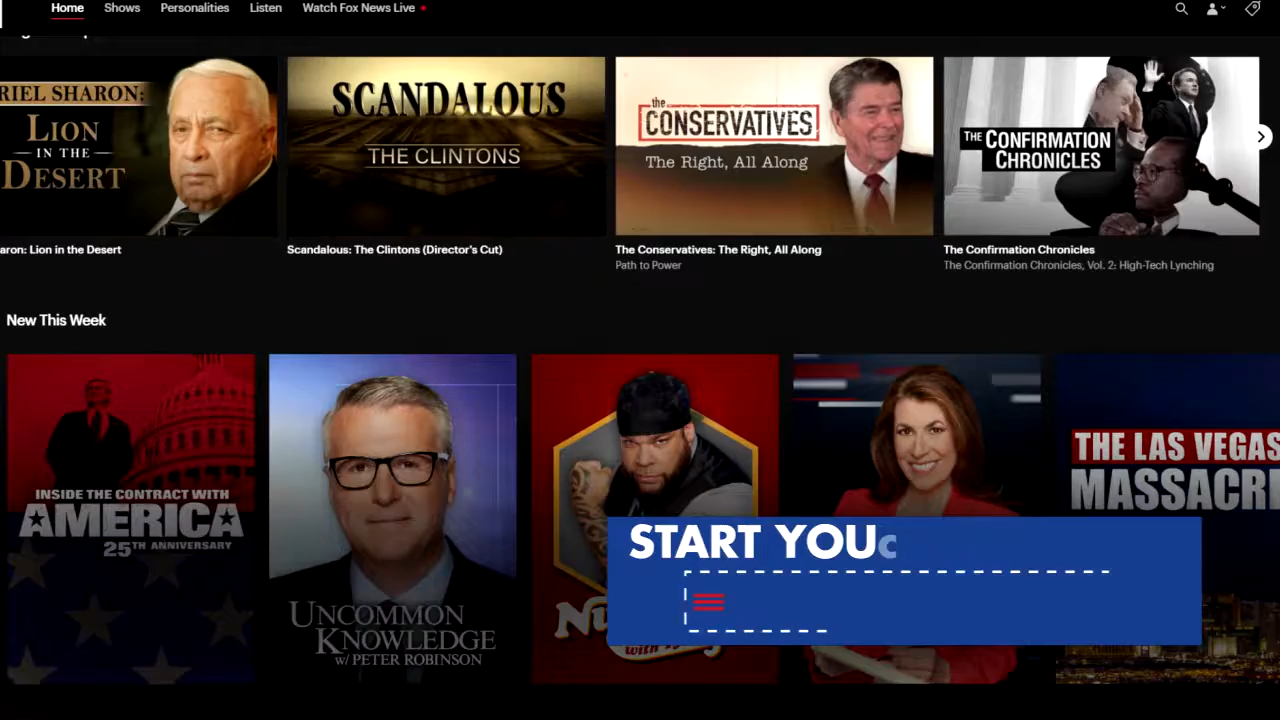 Home Shows Personalities Listen Watch Fox News Live
RIEL SHARON:
LION
IN THE
DESERT
SCANDALOUS
THE CLINTONS
the
CONSERVATIVES
The Right, All Along
THE CONFIRMATION
CHRONICLES
aron: Lion in the Desert
Scandalous: The Clintons (Director's Cut)
The Conservatives: The Right, All Along
Path to Power
The Confirmation Chronicles
The Confirmation Chronicles, Vol. 2: High-Tech Lynching
New This Week
INSIDE THE CONTRACT WITH
AMERICA
25TH ANNIVERSARY
UNCOMMON
KNOWLEDGE
W/ PETER ROBINSON
Nu
with
THE LAS VEGAS
MASSACR
START YOU